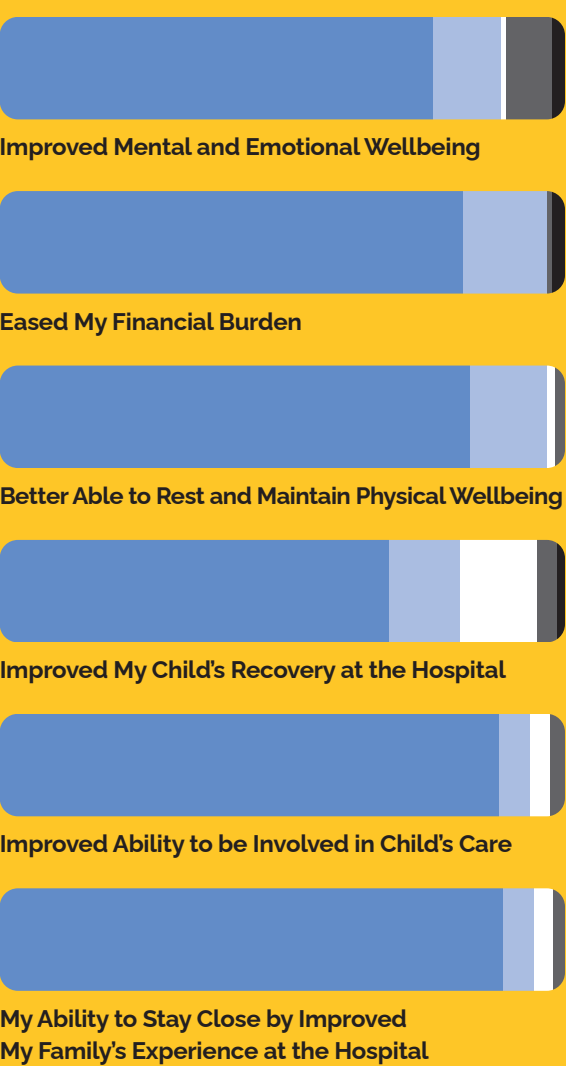 Improved Mental and Emotional Wellbeing
Eased My Financial Burden
Better Able to Rest and Maintain Physical Wellbeing
Improved My Child's Recovery at the Hospital
Improved Ability to be Involved in Child's Care
My Ability to Stay Close by Improved
My Family's Experience at the Hospital